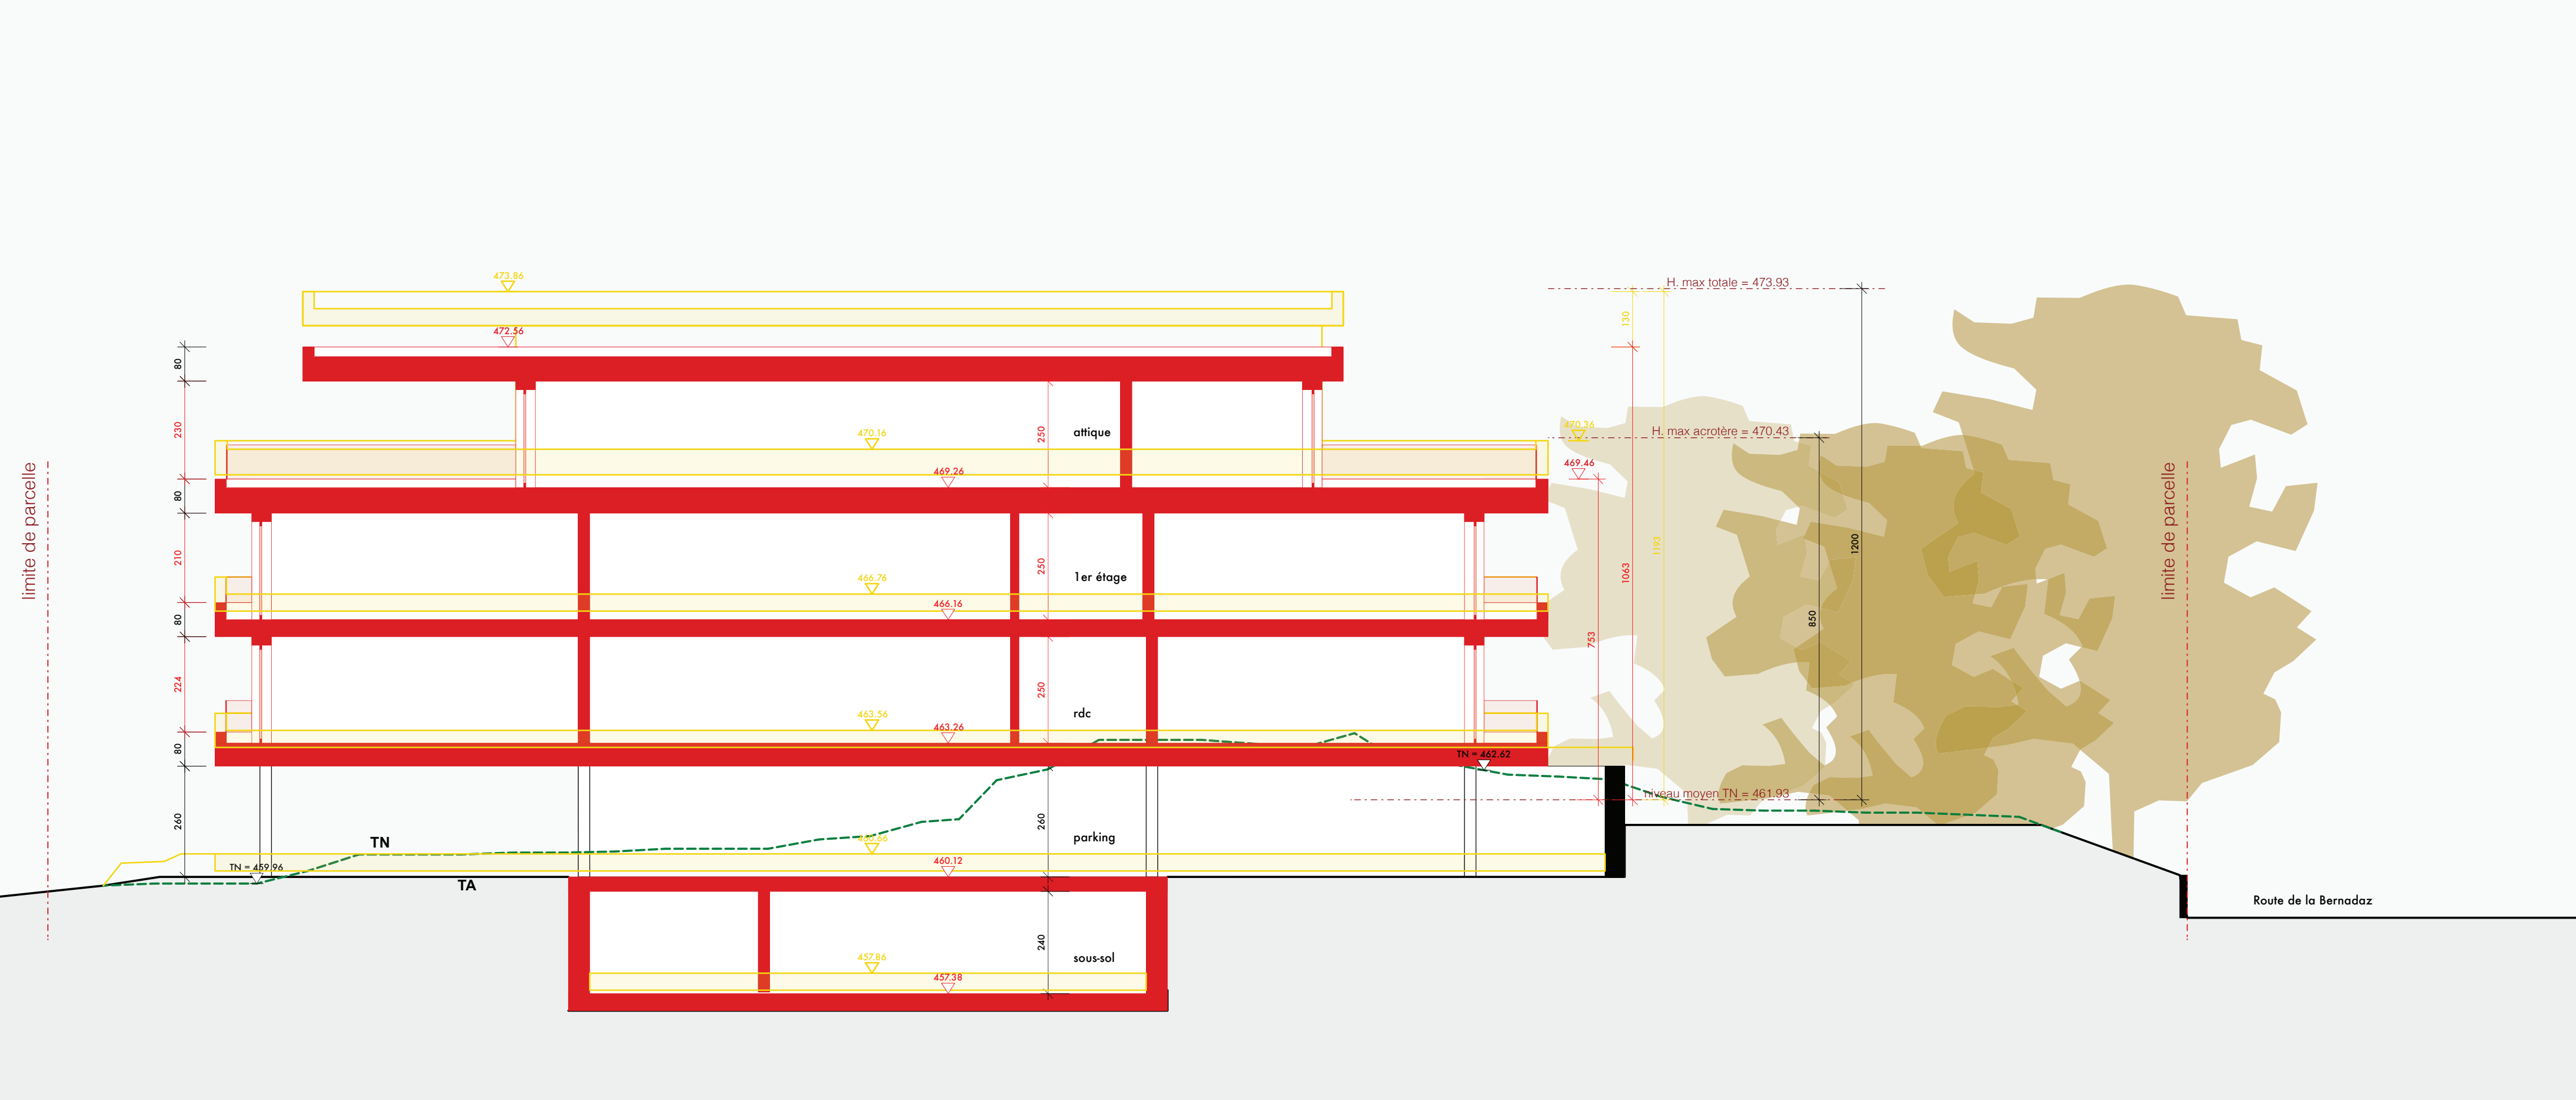 473.86
H. max totale = 473.93
472.56
130
80
470.36
H. max acrotère = 470.43
230
470.16
250
attique
469.46
469.26
limite de parcelle
limite de parcelle
80
210
250
1193
1200
1063
1er étage
466.76
466.16
80
850
753
224
250
rdc
463.56
463.26
80
TN = 462.62
niveau moyen TN = 461.93
260
260
parking
TN
TN = 459.96
460.12
TA
Route de la Bernadaz
240
sous-sol
457.86
457.38